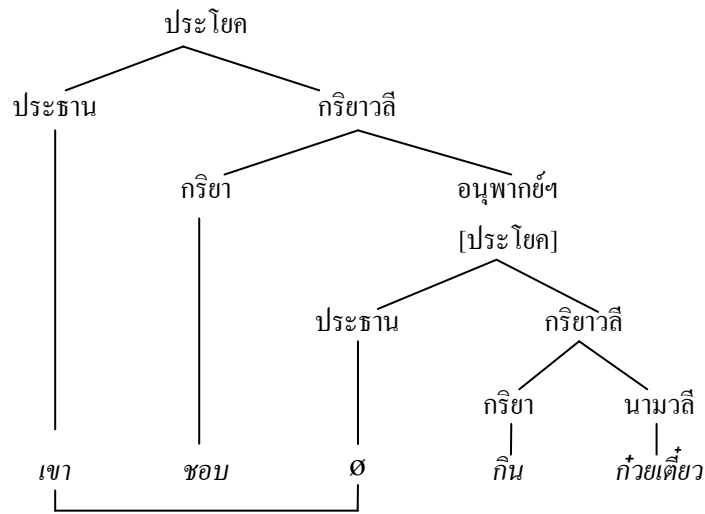 ประโยค
ประธาน กริยาวลี
กริยา อนุพากย์ฯ
[ประโยค]
ประธาน กริยาวลี
กริยา นามวลี
เขา ชอบ Ø กิน ก๋วยเตี๋ยว